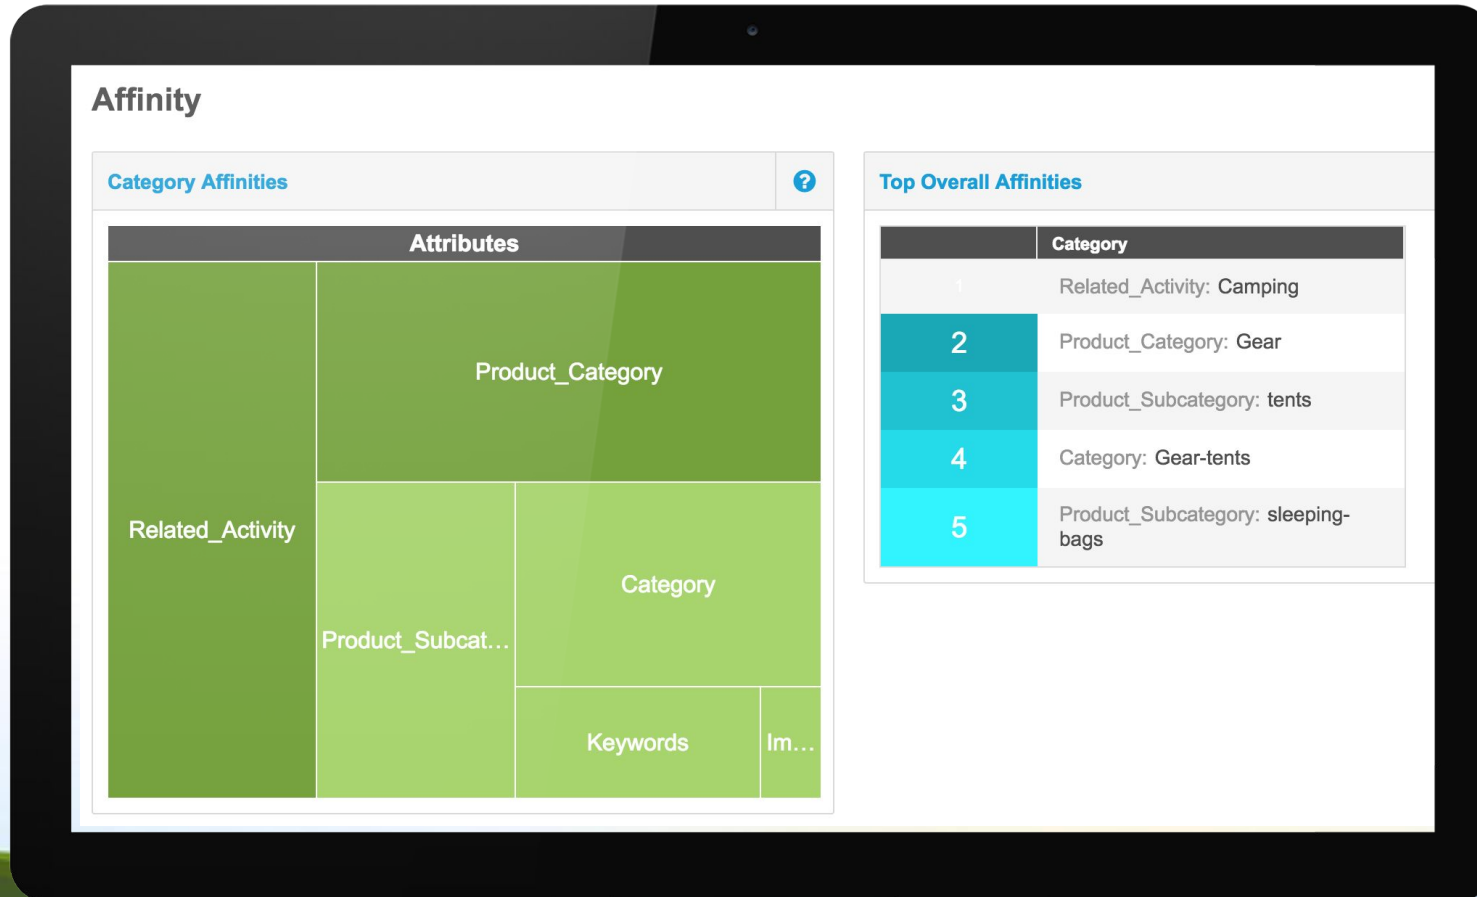 Affinity
Category Affinities
?
Attributes
Related_Activity
Product_Category
Product_Subcat...
Category
Keywords
Im...
Top Overall Affinities
Category
1 Related_Activity: Camping
2 Product_Category: Gear
3 Product_Subcategory: tents
4 Category: Gear-tents
5 Product_Subcategory: sleeping-
bags